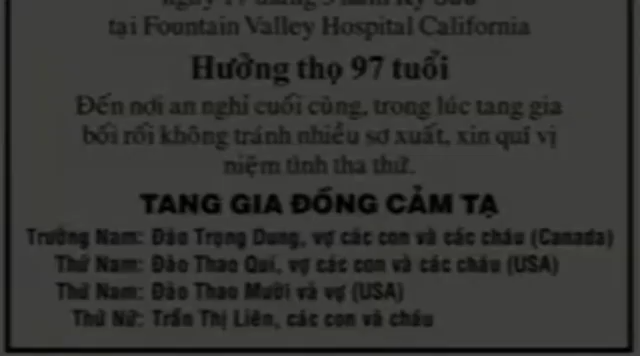 tại Fountain Valley Hospital California
Hưởng thọ 97 tuổi
Đến nơi an nghỉ cuối cùng, trong lúc tang gia
bối rối không tránh nhiều sơ xuất, xin quí vị
niệm tình tha thứ.
TANG GIA ĐỒNG CẢM TẠ
Trưởng Nam: Đào Trọng Dung, vợ các con và các cháu (Canada)
Thứ Nam: Đào Thao Quí, vợ các con và các cháu (USA)
Thứ Nam: Đào Thao Mười và vợ (USA)
Thứ Nữ: Trần Thị Liên, các con và cháu